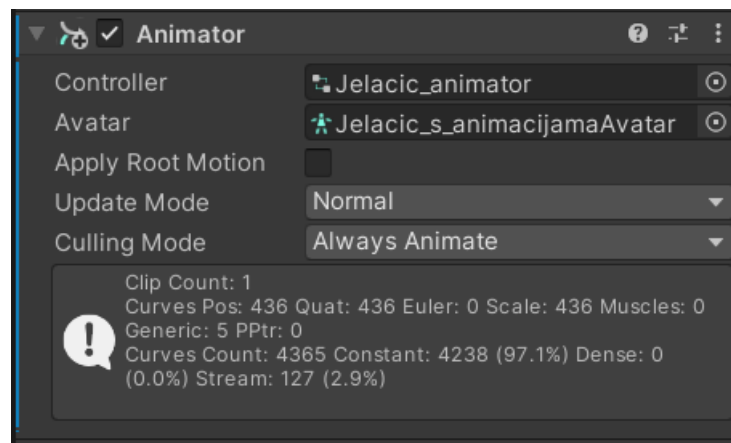 Animator
Controller Jelacic_animator
Avatar Jelacic_s_animacijamaAvatar
Apply Root Motion
Update Mode Normal
Culling Mode Always Animate
Clip Count: 1
Curves Pos: 436 Quat: 436 Euler: 0 Scale: 436 Muscles: 0
Generic: 5 PPtr: 0
Curves Count: 4365 Constant: 4238 (97.1%) Dense: 0
(0.0%) Stream: 127 (2.9%)